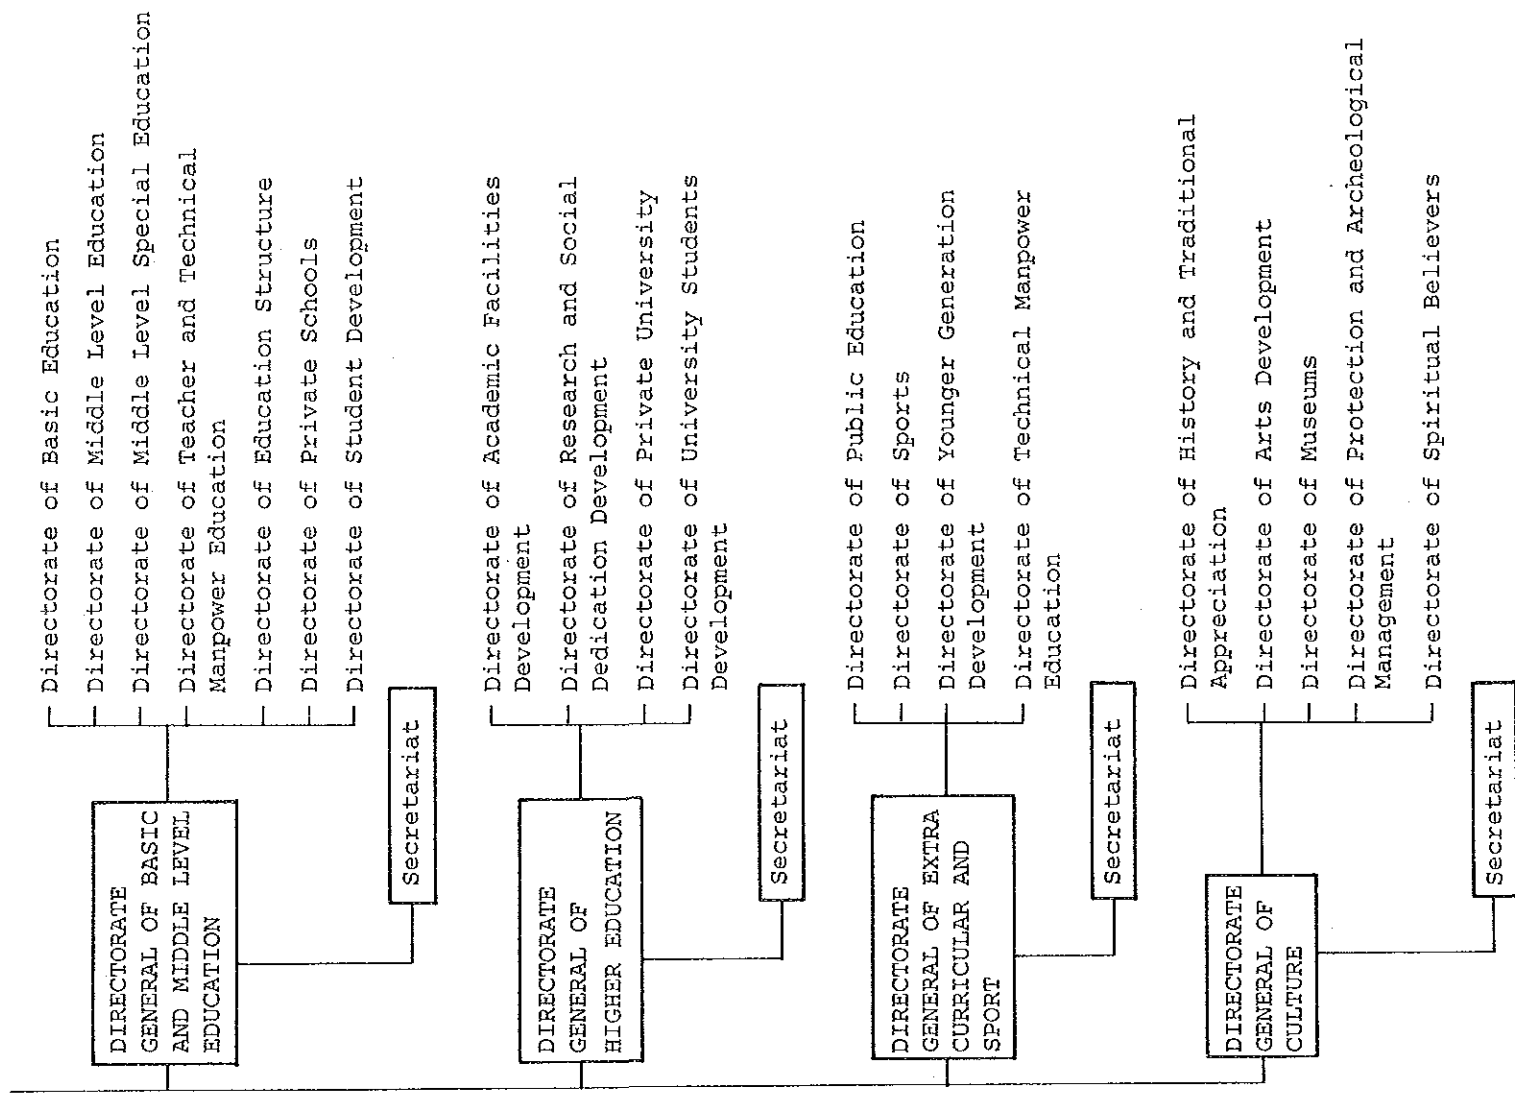 DIRECTORATE
GENERAL OF BASIC
AND MIDDLE LEVEL
EDUCATION
Directorate of Basic Education
Directorate of Middle Level Education
Directorate of Middle Level Special Education
Directorate of Teacher and Technical
Manpower Education
Directorate of Education Structure
Directorate of Private Schools
Directorate of Student Development
Secretariat
DIRECTORATE
GENERAL OF
HIGHER EDUCATION
Directorate of Academic Facilities
Development
Directorate of Research and Social
Dedication Development
Directorate of Private University
Directorate of University Students
Development
Secretariat
DIRECTORATE
GENERAL OF EXTRA
CURRICULAR AND
SPORT
Directorate of Public Education
Directorate of Sports
Directorate of Younger Generation
Development
Directorate of Technical Manpower
Education
Secretariat
DIRECTORATE
GENERAL OF
CULTURE
Directorate of History and Traditional
Appreciation
Directorate of Arts Development
Directorate of Museums
Directorate of Protection and Archeological
Management
Directorate of Spiritual Believers
Secretariat